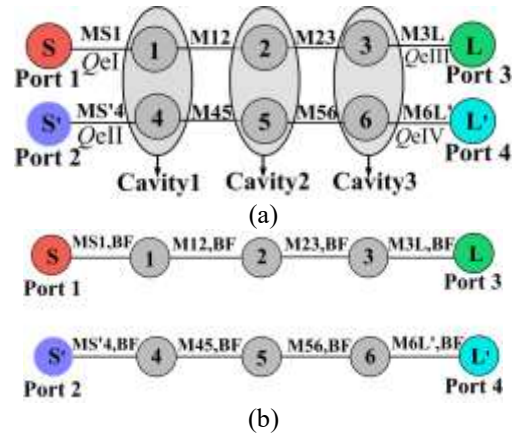 S MS1 1 M12 2 M23 3 M3L L
Port 1 QeI QeIII Port 3
S' MS'4 4 M45 5 M56 6 M6L' L'
Port 2 QeII QeIV Port 4
Cavity1 Cavity2 Cavity3
(a)
S MS1,BF 1 M12,BF 2 M23,BF 3 M3L,BF L
Port 1 Port 3
S' MS'4,BF 4 M45,BF 5 M56,BF 6 M6L',BF L'
Port 2 Port 4
(b)